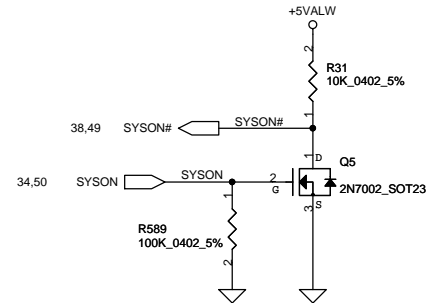 +5VALW
2
R31
10K_0402_5%
1
38,49 SYSON# SYSON#
1 D
Q5
34,50 SYSON SYSON 2
G
2N7002_SOT23
3 S
1
R589
100K_0402_5%
2